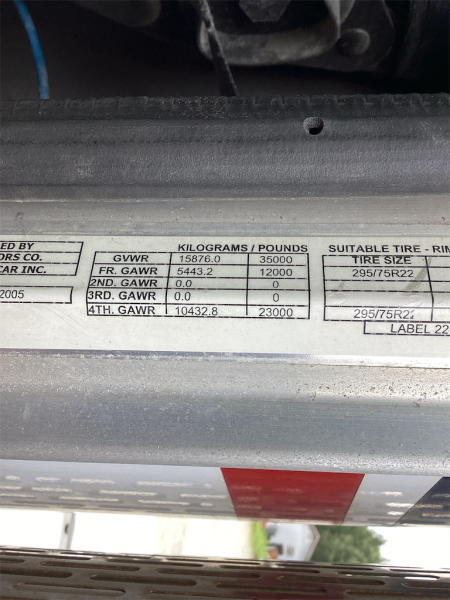 ED BY
ORS CO.
CAR INC.
2005
KILOGRAMS / POUNDS
GVWR 15876.0 35000
FR. GAWR 5443.2 12000
2ND. GAWR 0.0 0
3RD. GAWR 0.0 0
4TH. GAWR 10432.8 23000
SUITABLE TIRE - RIM
TIRE SIZE
295/75R22
295/75R22
LABEL 22